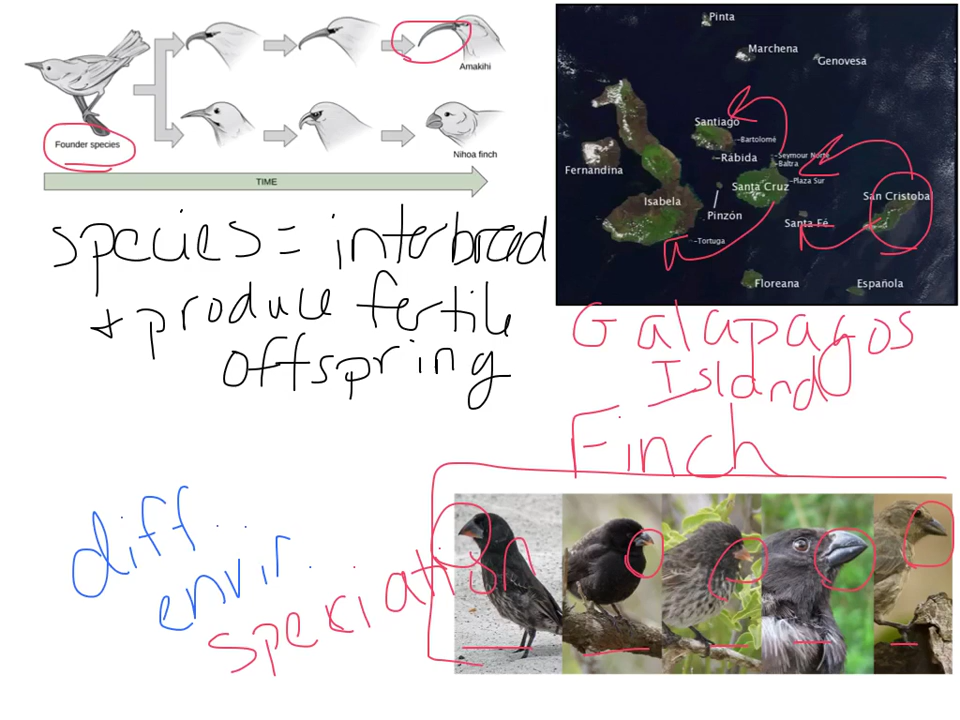 Founder species
Amakihi
Nihoa finch
TIME
species = interbreed
+ produce fertile
offspring
Pinta
Marchena
Genovesa
Santiago
Bartolomé
Rábida
Seymour Norte
Baltra
Fernandina
Plaza Sur
Santa Cruz
San Cristoba
Isabela
Pinzón
Santa Fé
Tortuga
Floreana
Española
Galapagos
Island
Finch
diff.
envir.
speciation